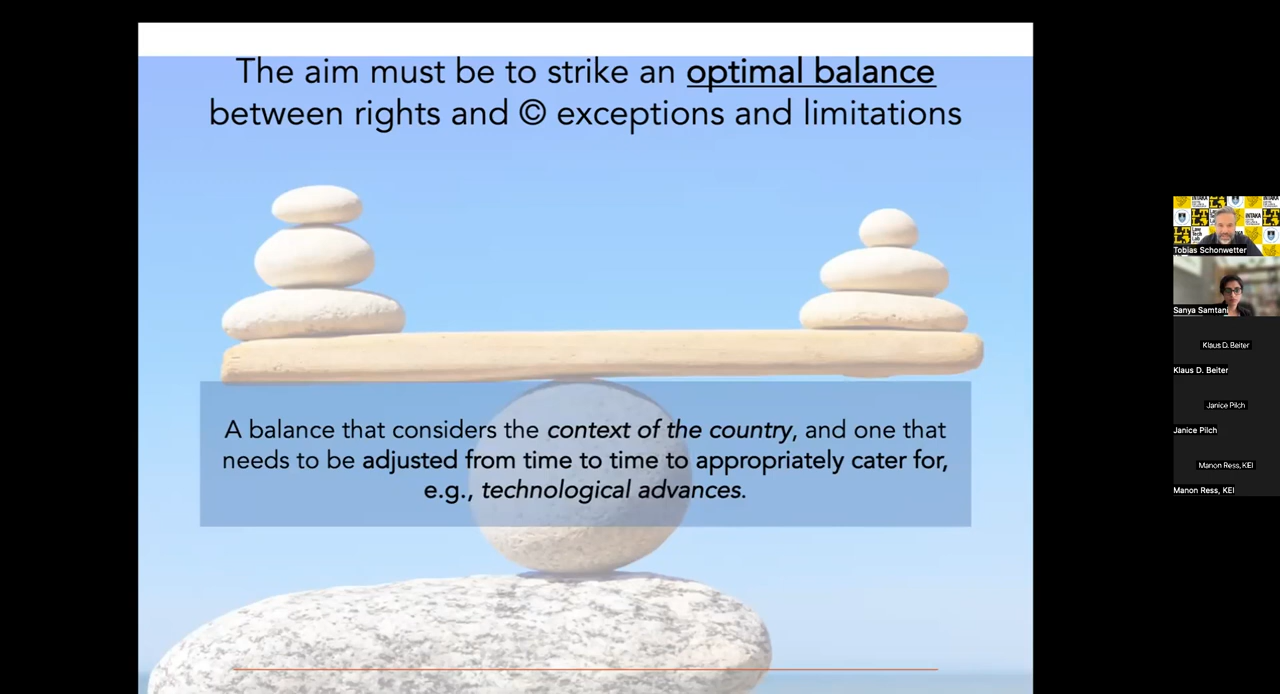 The aim must be to strike an optimal balance
between rights and © exceptions and limitations
A balance that considers the context of the country, and one that
needs to be adjusted from time to time to appropriately cater for,
e.g., technological advances.
INTAKA
Tobias Schonwetter
Sanya Samtani
Klaus D. Beiter
Klaus D. Beiter
Janice Pilch
Janice Pilch
Manon Ress, KEI
Manon Ress, KEI